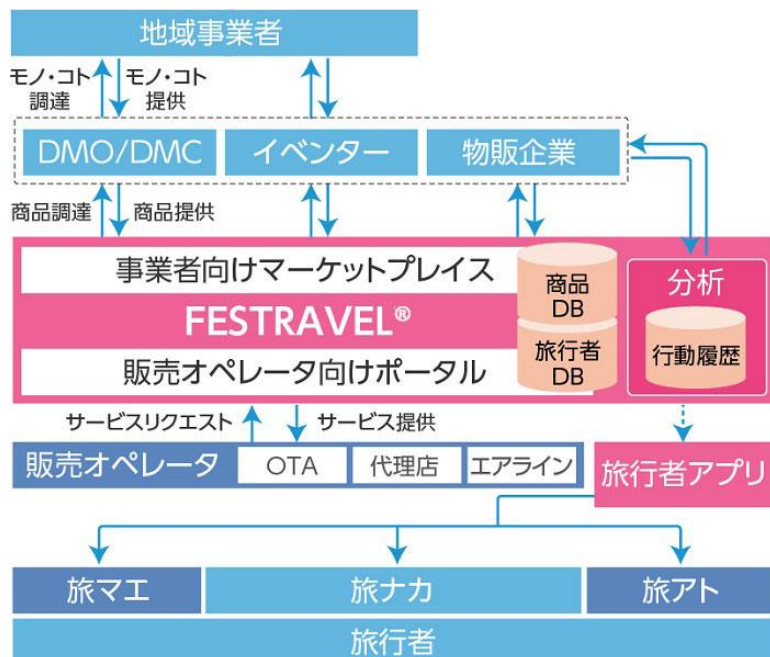 地域事業者
モノ・コト
調達
モノ・コト
提供
DMO/DMC
イベンター
物販企業
商品調達
商品提供
事業者向けマーケットプレイス
FESTRAVEL®
販売オペレータ向けポータル
商品
DB
旅行者
DB
分析
行動履歴
サービスリクエスト
サービス提供
販売オペレータ
OTA
代理店
エアライン
旅行者アプリ
旅マエ
旅ナカ
旅アト
旅行者